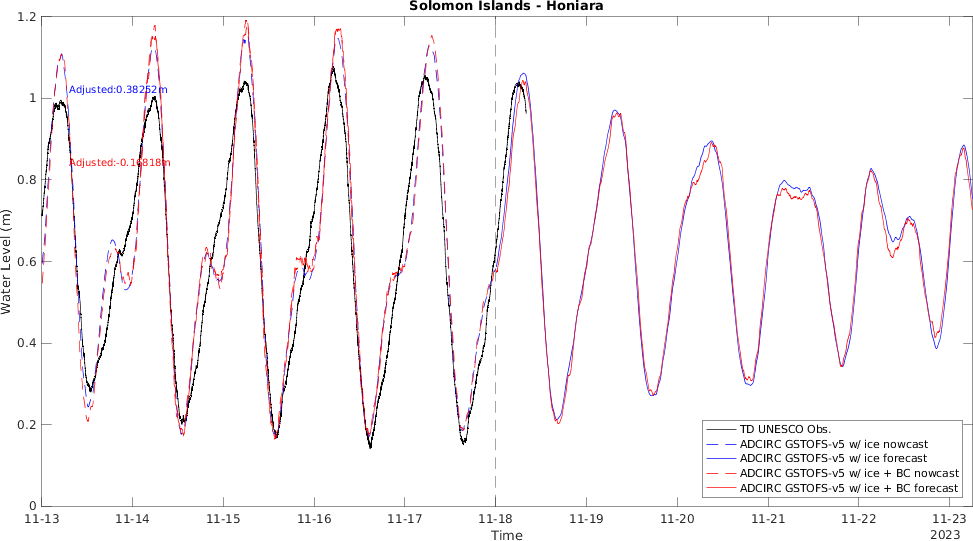 Solomon Islands - Honiara
1.2
1
0.8
0.6
0.4
0.2
0
Water Level (m)
Adjusted:0.38252m
Adjusted:-0.16818m
TD UNESCO Obs.
ADCIRC GSTOFS-v5 w/ ice nowcast
ADCIRC GSTOFS-v5 w/ ice forecast
ADCIRC GSTOFS-v5 w/ ice + BC nowcast
ADCIRC GSTOFS-v5 w/ ice + BC forecast
11-13 11-14 11-15 11-16 11-17 11-18 11-19 11-20 11-21 11-22 11-23
2023
Time